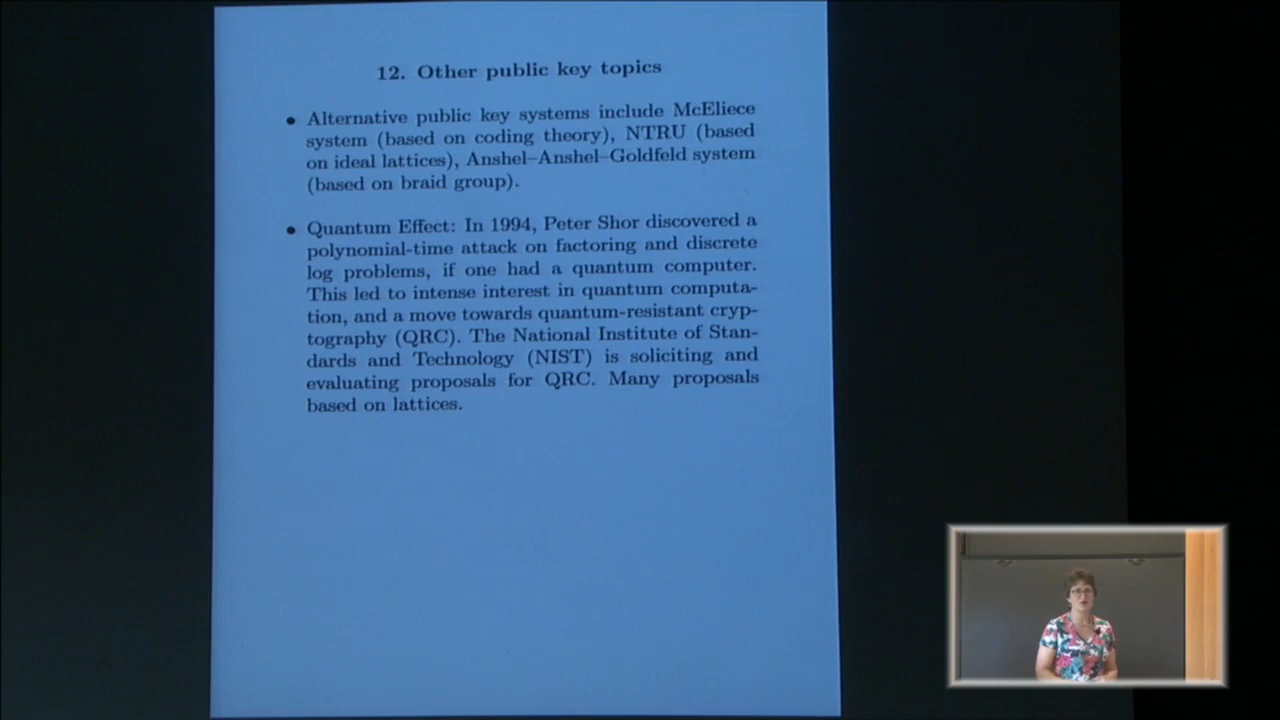 12. Other public key topics
• Alternative public key systems include McEliece
system (based on coding theory), NTRU (based
on ideal lattices), Anshel–Anshel–Goldfeld system
(based on braid group).
• Quantum Effect: In 1994, Peter Shor discovered a
polynomial-time attack on factoring and discrete
log problems, if one had a quantum computer.
This led to intense interest in quantum computa-
tion, and a move towards quantum-resistant cryp-
tography (QRC). The National Institute of Stan-
dards and Technology (NIST) is soliciting and
evaluating proposals for QRC. Many proposals
based on lattices.